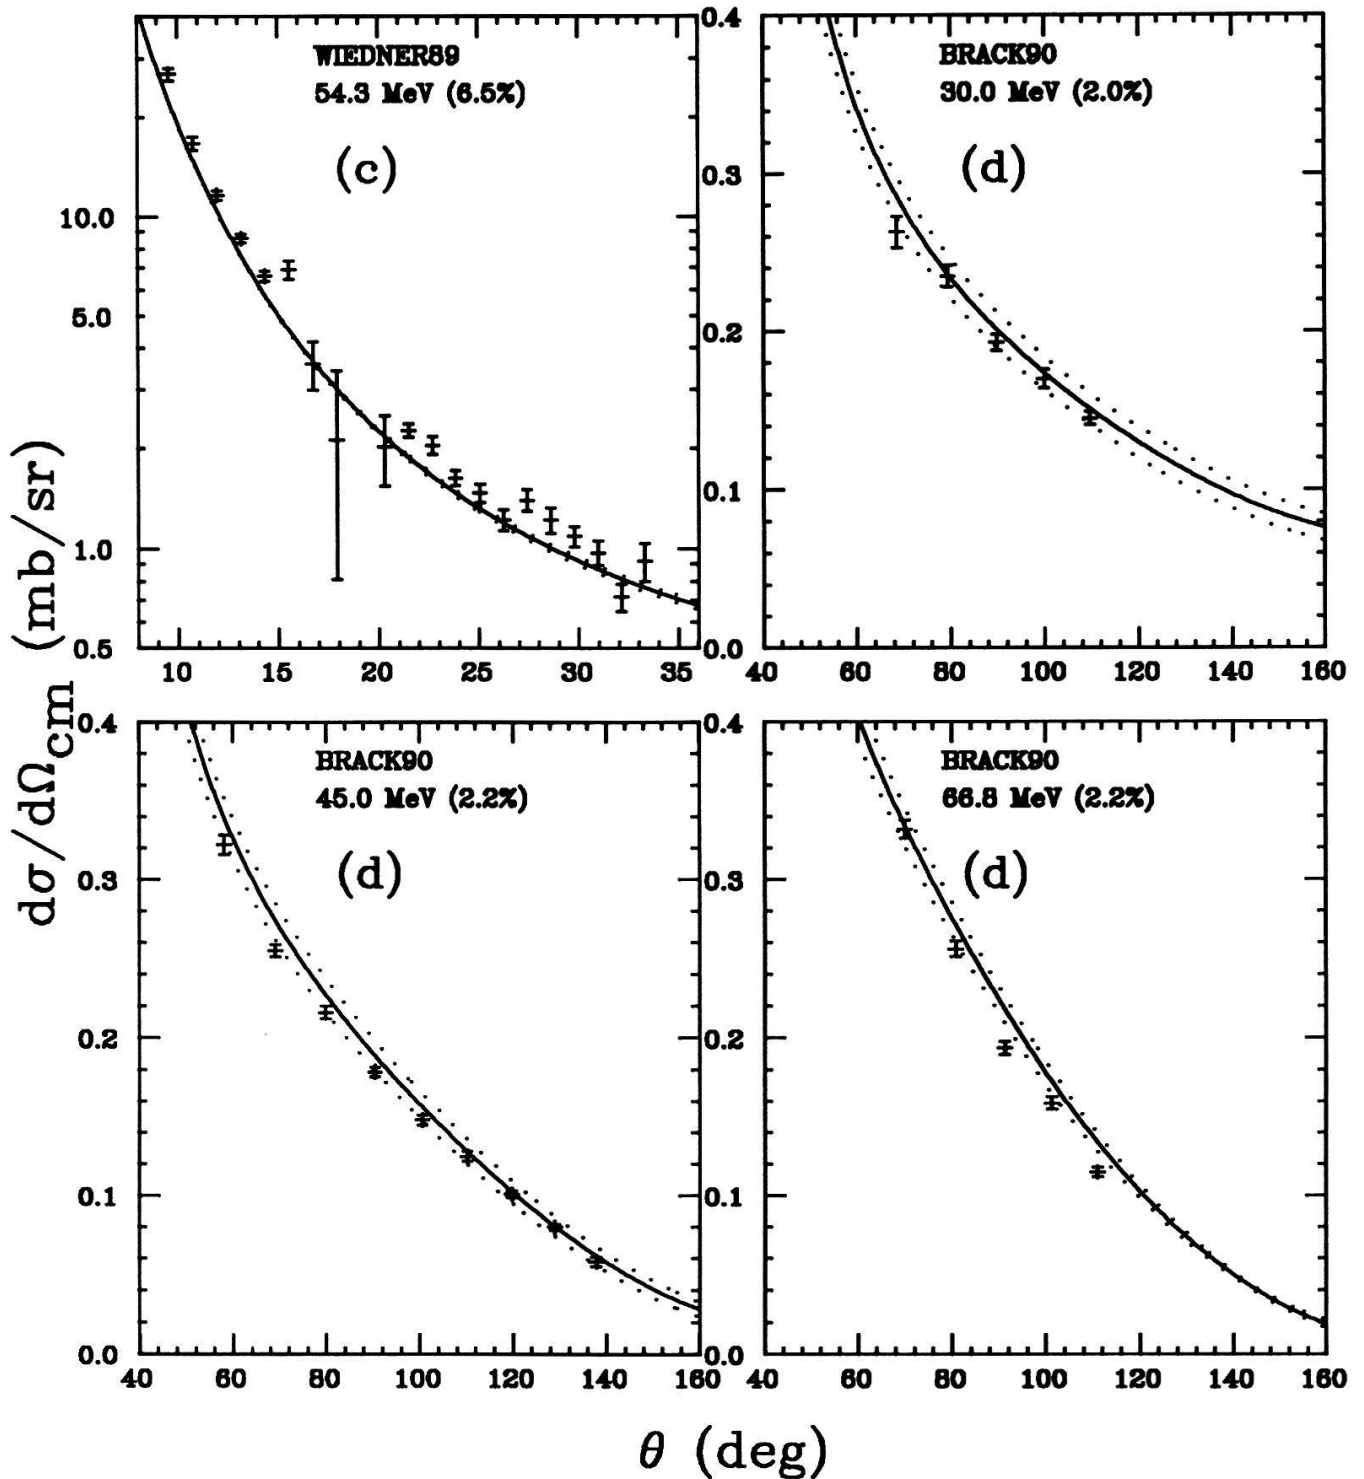 WIEDNER89
54.3 MeV (6.5%)
(c)
10.0
5.0
1.0
0.5
10 15 20 25 30 35
BRACK90
30.0 MeV (2.0%)
(d)
0.4
0.3
0.2
0.1
0.0
40 60 80 100 120 140 160
dσ/dΩcm (mb/sr)
BRACK90
45.0 MeV (2.2%)
(d)
0.4
0.3
0.2
0.1
0.0
40 60 80 100 120 140 160
BRACK90
66.8 MeV (2.2%)
(d)
0.4
0.3
0.2
0.1
0.0
40 60 80 100 120 140 160
θ (deg)